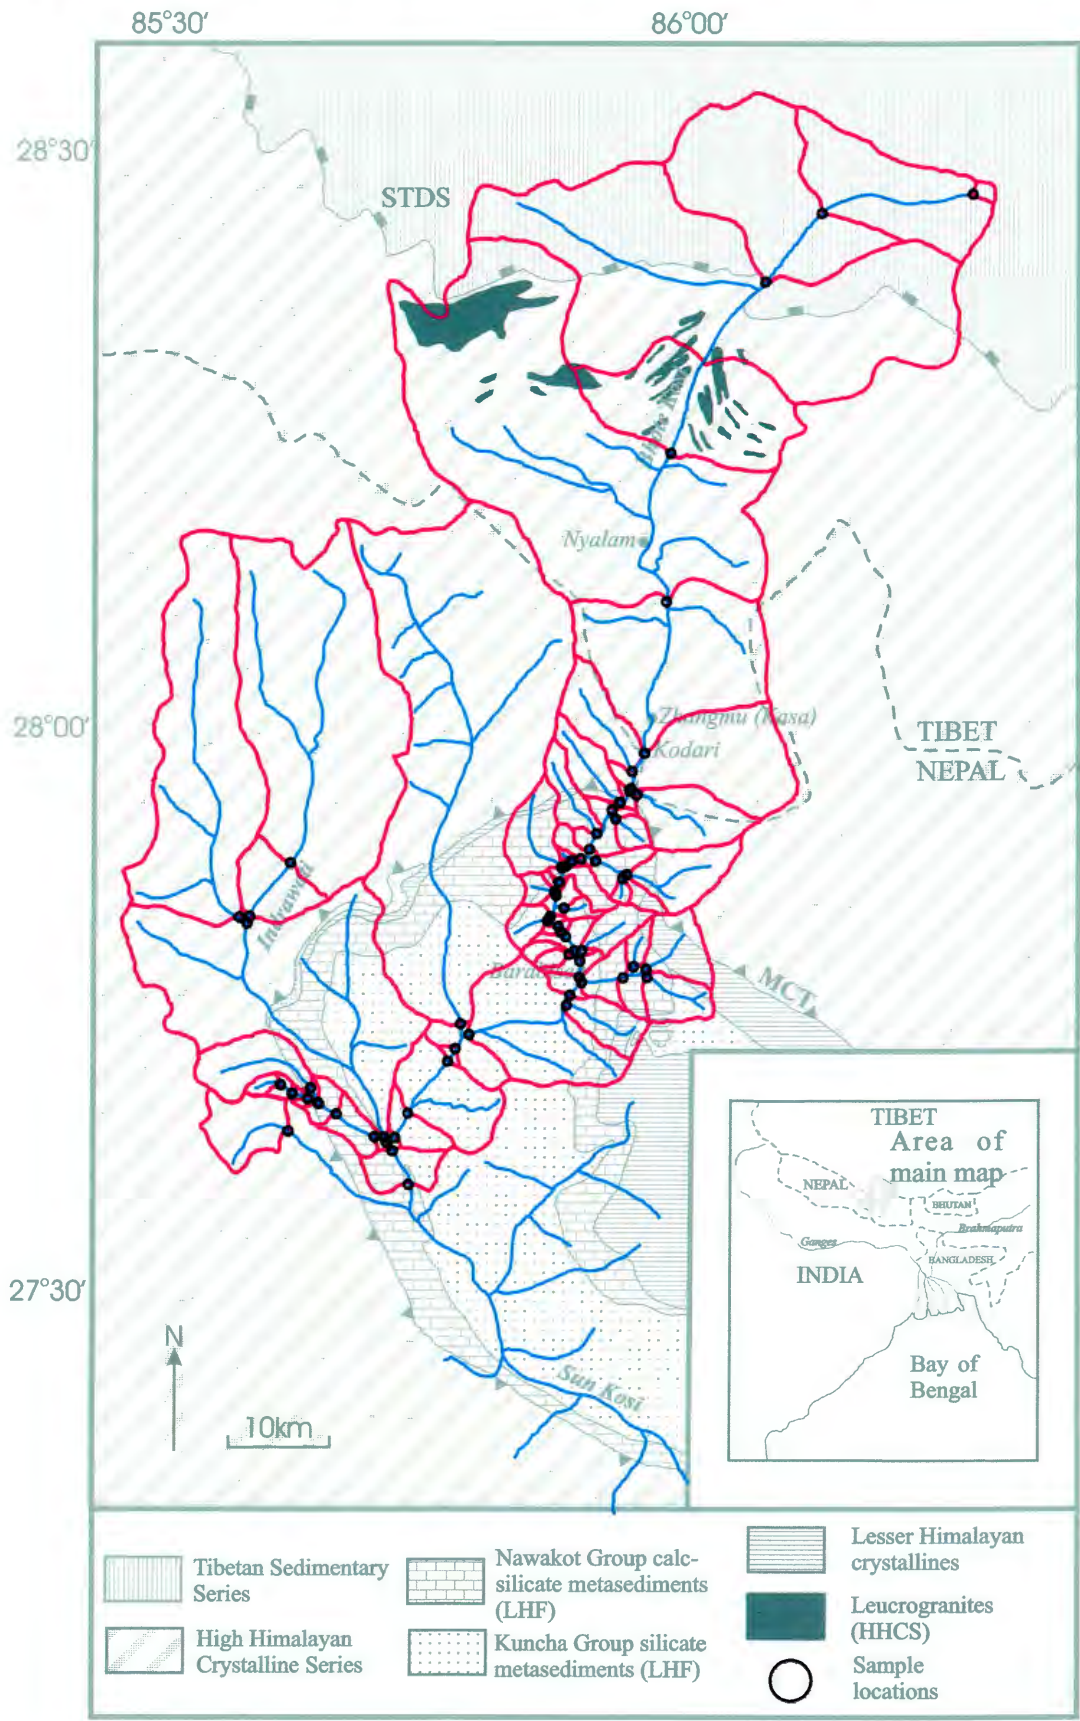 85°30'
86°00'
28°30'
STDS
Bhote Kosi
Nyalam
28°00'
Zhangmu (Kasa)
Kodari
TIBET
NEPAL
Indrawati
MCT
TIBET
Area of
main map
NEPAL
BHUTAN
Brahmaputra
Ganges
BANGLADESH
INDIA
27°30'
N
Bay of
Bengal
Sun Kosi
10km
Tibetan Sedimentary
Series
High Himalayan
Crystalline Series
Nawakot Group calc-
silicate metasediments
(LHF)
Kuncha Group silicate
metasediments (LHF)
Lesser Himalayan
crystallines
Leucrogranites
(HHCS)
Sample
locations